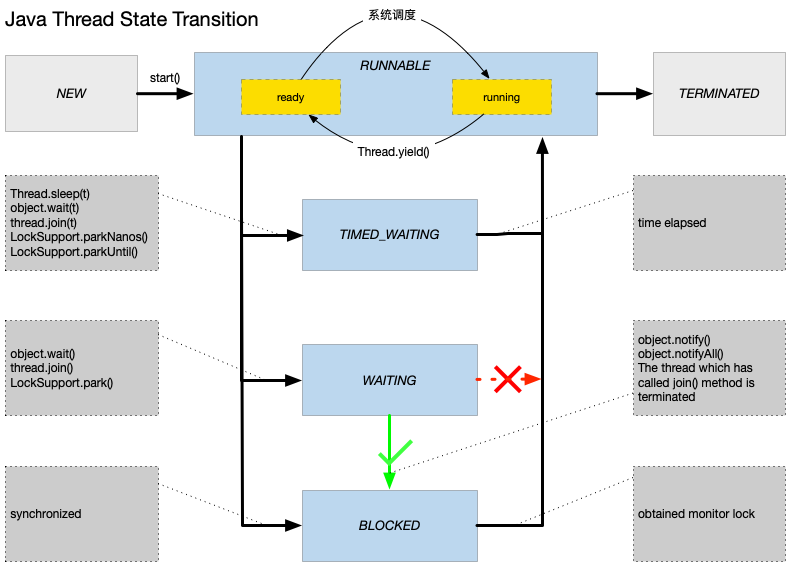 Java Thread State Transition
系统调度
NEW
start()
RUNNABLE
ready
running
Thread.yield()
TERMINATED
Thread.sleep(t)
object.wait(t)
thread.join(t)
LockSupport.parkNanos()
LockSupport.parkUntil()
TIMED_WAITING
time elapsed
object.wait()
thread.join()
LockSupport.park()
WAITING
object.notify()
object.notifyAll()
The thread which has
called join() method is
terminated
synchronized
BLOCKED
obtained monitor lock